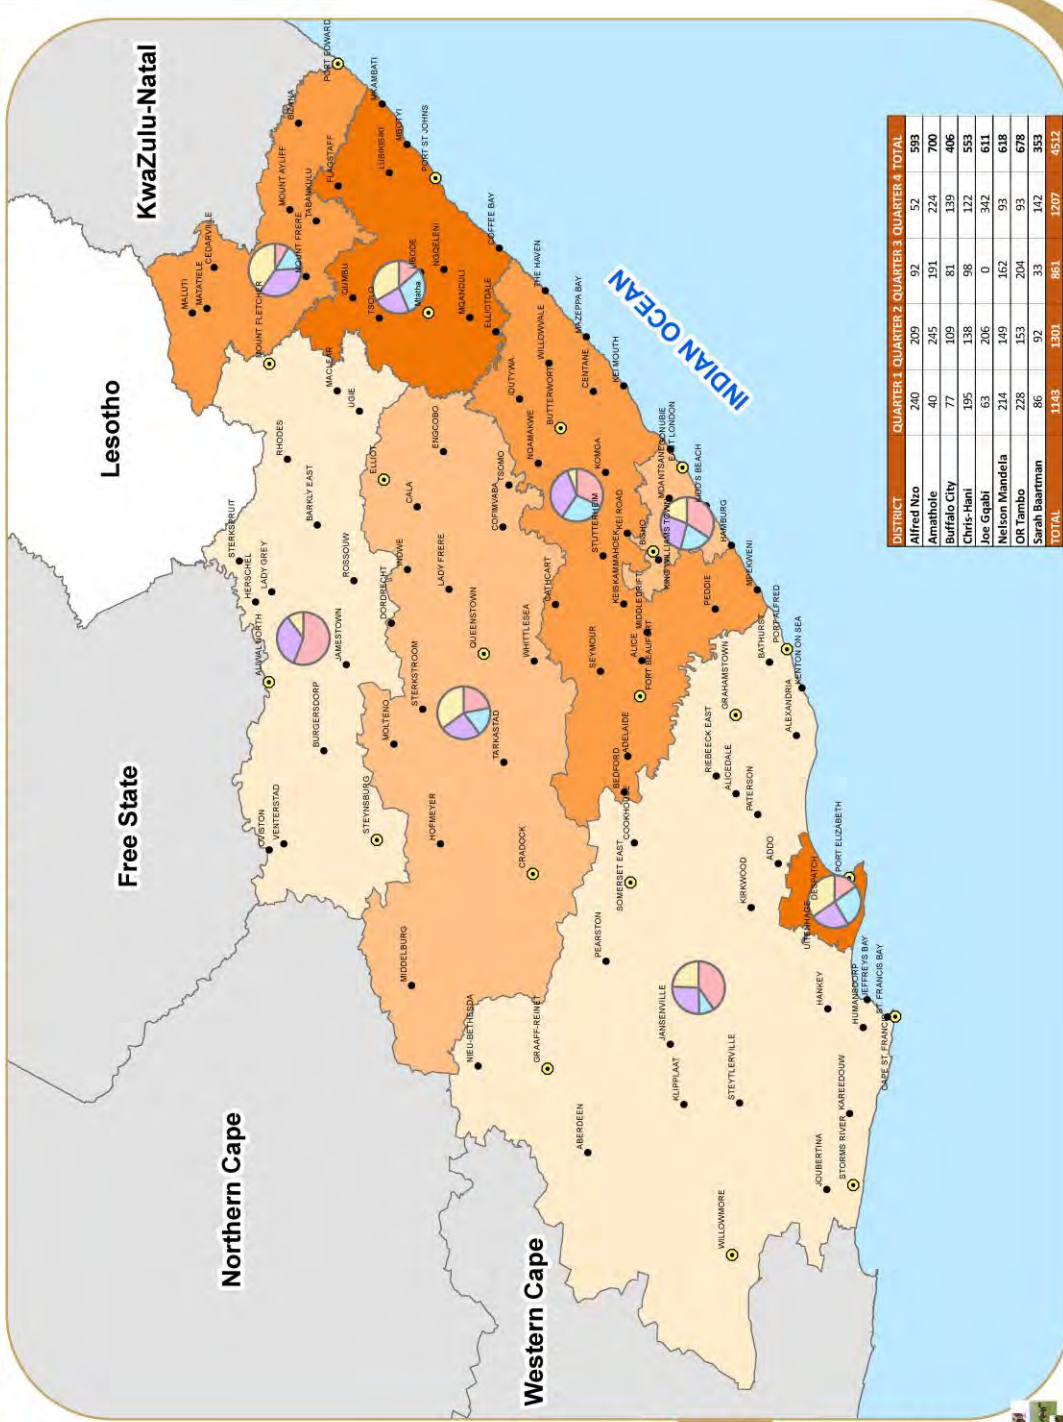 KwaZulu-Natal
Lesotho
Free State
Northern Cape
Western Cape
INDIAN OCEAN
PORT EDWARD
BIZANA
MKAMBATI
MOUNT AYLIFF
FLAGSTAFF
TABANKULU
LUSIKISIKI
MBOTYI
PORT ST JOHNS
CEDARVILLE
MATATIELE
MALUTI
MOUNT FRERE
MOUNT FLETCHER
QUMBU
TSOLO
LIBODE
NGQELENI
Mtatha
MQANDULI
COFFEE BAY
ELLIOTDALE
THE HAVEN
MACLEAR
UGIE
RHODES
BARKLY EAST
ELLIOT
ENGCOBO
IDUTYWA
WILLOWVALE
MAZEPPA BAY
BUTTERWORTH
CENTANE
KEI MOUTH
NQAMAKWE
KOMGA
TSOMO
COFIMVABA
CALA
STERKSPRUIT
HERSCHEL
LADY GREY
ROSSOUW
INDWE
DORDRECHT
LADY FRERE
ALIWAL NORTH
JAMESTOWN
BURGERSDORP
STERKSTROOM
QUEENSTOWN
WHITTLESEA
CATHCART
STUTTERHEIM
KEI ROAD
KEISKAMMAHOEK
MDANTSANE
GONUBIE
EAST LONDON
KIDD'S BEACH
BISHO
KING WILLIAMS TOWN
HAMBURG
MIDDLEDRIFT
PEDDIE
MPEKWENI
ALICE
FORT BEAUFORT
SEYMOUR
MOLTENO
TARKASTAD
STEYNSBURG
OVISTON
VENTERSTAD
HOFMEYER
CRADOCK
MIDDELBURG
ADELAIDE
BEDFORD
COOKHOUSE
SOMERSET EAST
PEARSTON
RIEBEECK EAST
GRAHAMSTOWN
BATHURST
PORT ALFRED
KENTON ON SEA
ALEXANDRIA
ALICEDALE
PATERSON
ADDO
KIRKWOOD
PORT ELIZABETH
DESPATCH
UITENHAGE
HANKEY
HUMANSDORP
JEFFREYS BAY
ST. FRANCIS BAY
CAPE ST. FRANCIS
NIEU-BETHESDA
GRAAFF-REINET
ABERDEEN
JANSENVILLE
KLIPPLAAT
STEYTLERVILLE
WILLOWMORE
JOUBERTINA
STORMS RIVER
KAREEDOUW
DISTRICT QUARTER 1 QUARTER 2 QUARTER 3 QUARTER 4 TOTAL
Alfred Nzo 240 209 92 52 593
Amathole 40 245 191 224 700
Buffalo City 77 109 81 139 406
Chris-Hani 195 138 98 122 553
Joe Gqabi 63 206 0 342 611
Nelson Mandela 214 149 162 93 618
OR Tambo 228 153 204 93 678
Sarah Baartman 86 92 33 142 353
TOTAL 1143 1301 861 1207 4512